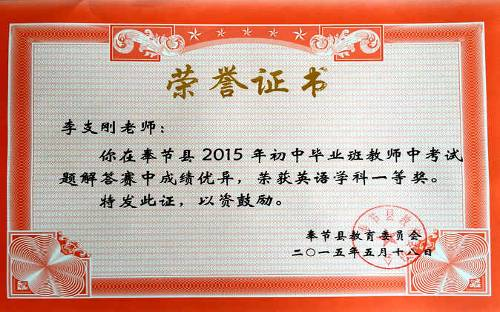 荣誉证书
李支刚老师：
你在奉节县2015年初中毕业班教师中考试
题解答赛中成绩优异，荣获英语学科一等奖。
特发此证，以资鼓励。
奉节县教育委员会
二〇一五年五月十八日